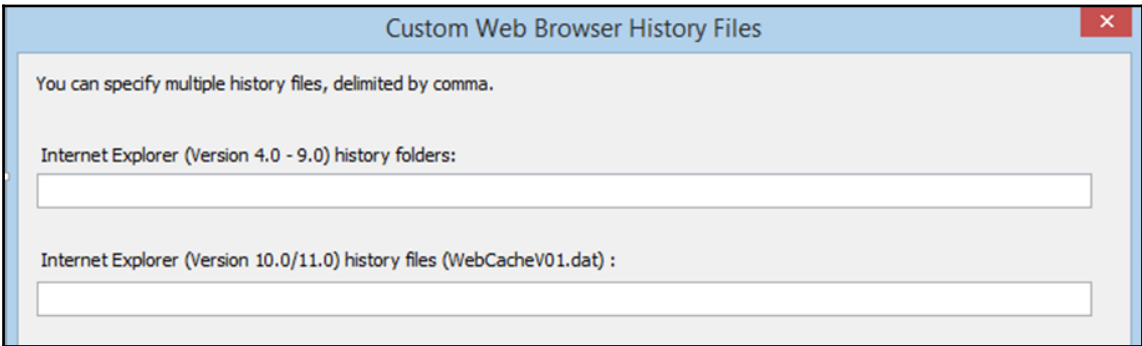 Custom Web Browser History Files
You can specify multiple history files, delimited by comma.
Internet Explorer (Version 4.0 - 9.0) history folders:
Internet Explorer (Version 10.0/11.0) history files (WebCacheV01.dat) :